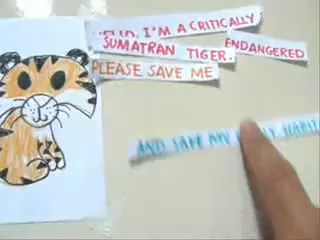 I'M A CRITICALLY
ENDANGERED
SUMATRAN TIGER.
PLEASE SAVE ME
AND SAVE MY